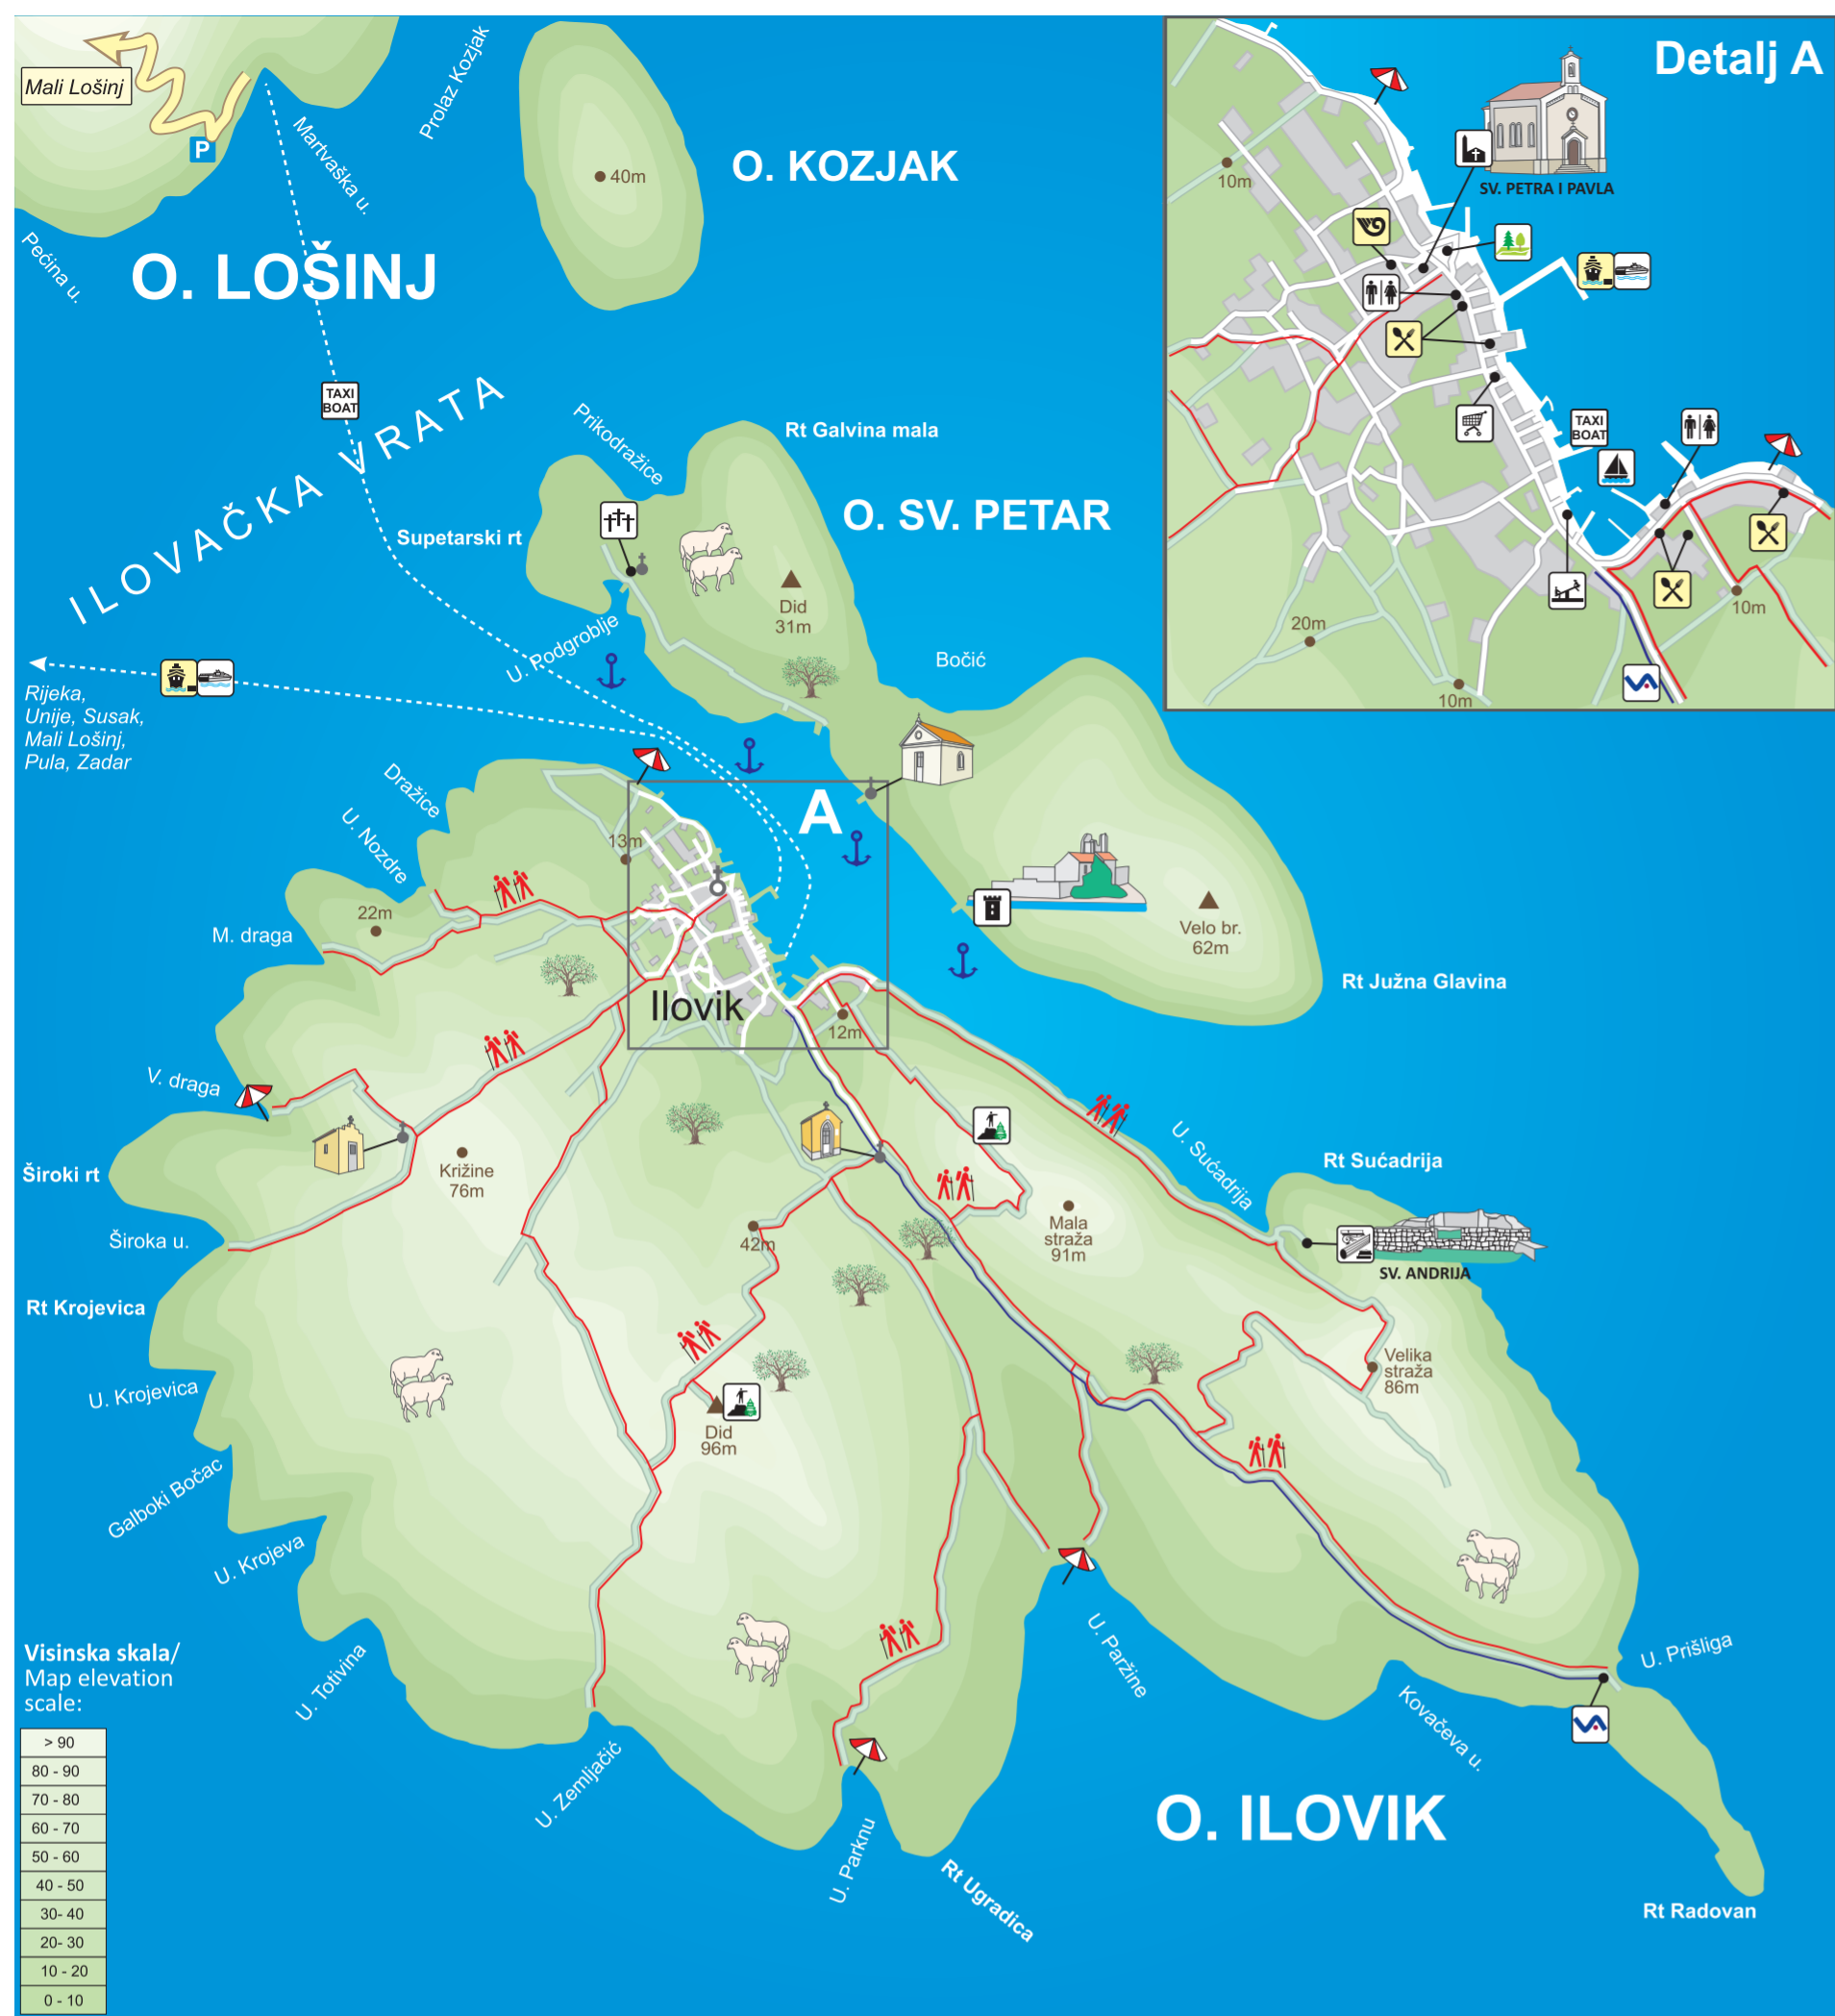 Detalj A
SV. PETRA I PAVLA
10m
TAXI
BOAT
10m
20m
10m
Mali Lošinj
P
Martvaška u.
Prolaz Kozjak
Pećina u.
O. LOŠINJ
40m
O. KOZJAK
TAXI
BOAT
ILOVAČKA VRATA
Prikodražice
Rt Galvina mala
O. SV. PETAR
Supetarski rt
Did
31m
U. Podgroblje
Bočić
Rijeka,
Unije, Susak,
Mali Lošinj,
Pula, Zadar
Dražice
U. Nozdre
A
13m
22m
M. draga
Velo br.
62m
Rt Južna Glavina
Ilovik
12m
V. draga
Široki rt
Križine
76m
Široka u.
42m
Mala
straža
91m
U. Sućadrija
Rt Sućadrija
SV. ANDRIJA
Rt Krojevica
Velika
straža
86m
U. Krojevica
Did
96m
Galboki Bočac
U. Krojeva
U. Totivina
U. Zemljačić
U. Parknu
Rt Ugradica
U. Paržine
Kovačeva u.
U. Prišliga
O. ILOVIK
Rt Radovan
Visinska skala/
Map elevation
scale:
> 90
80 - 90
70 - 80
60 - 70
50 - 60
40 - 50
30- 40
20- 30
10 - 20
0 - 10